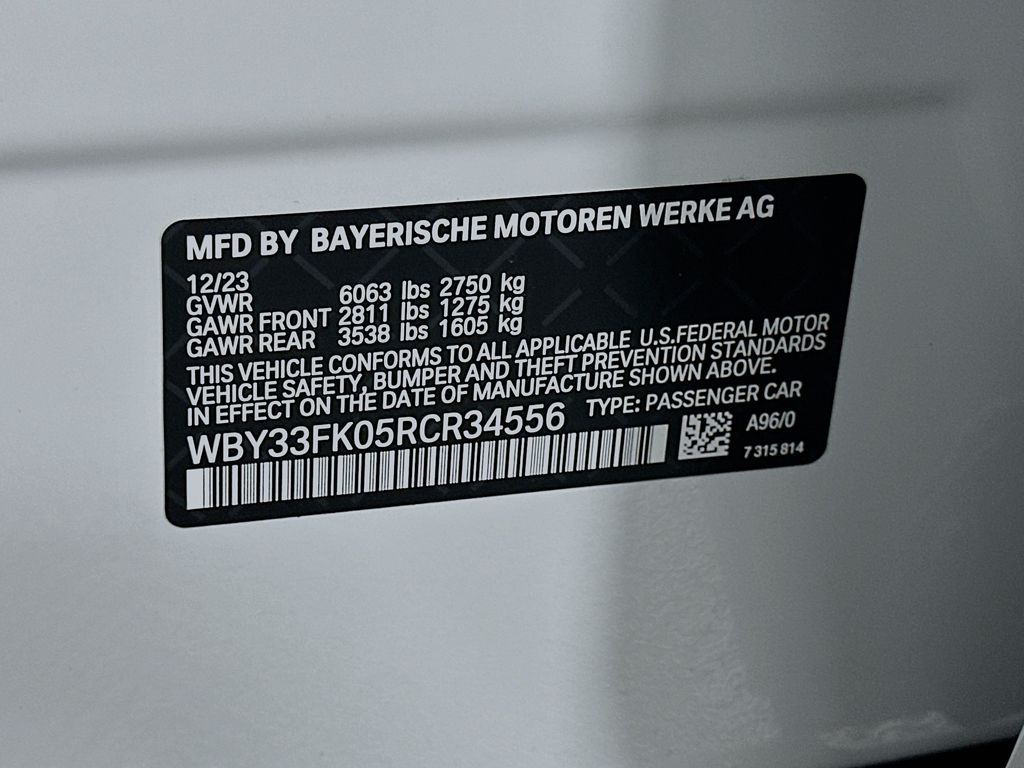 MFD BY BAYERISCHE MOTOREN WERKE AG
12/23
GVWR 6063 lbs 2750 kg
GAWR FRONT 2811 lbs 1275 kg
GAWR REAR 3538 lbs 1605 kg
THIS VEHICLE CONFORMS TO ALL APPLICABLE U.S.FEDERAL MOTOR
VEHICLE SAFETY, BUMPER AND THEFT PREVENTION STANDARDS
IN EFFECT ON THE DATE OF MANUFACTURE SHOWN ABOVE.
WBY33FK05RCR34556 TYPE: PASSENGER CAR
A96/0
7 315 814